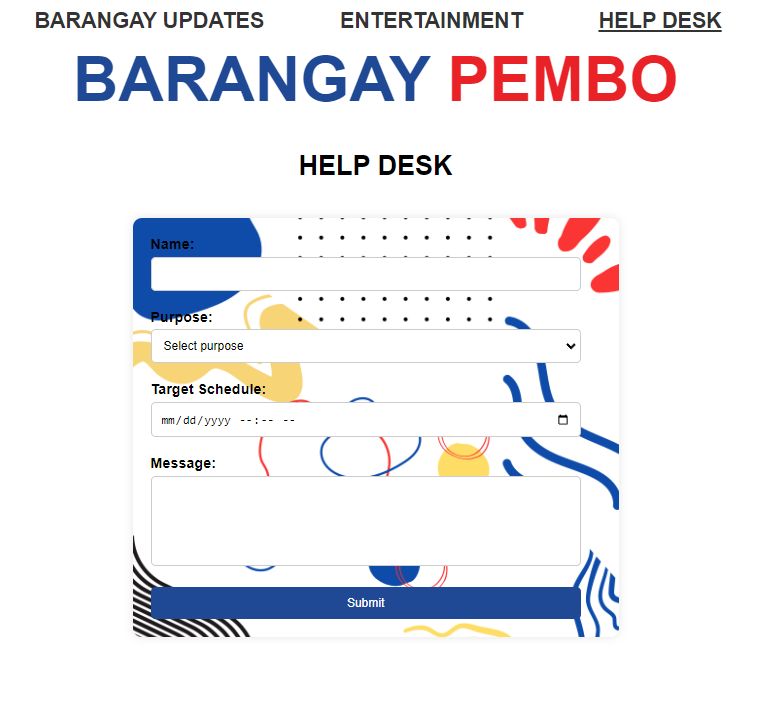 BARANGAY UPDATES ENTERTAINMENT HELP DESK
BARANGAY PEMBO
HELP DESK
Name:
Purpose:
Select purpose
Target Schedule:
mm/dd/yyyy --:-- --
Message:
Submit